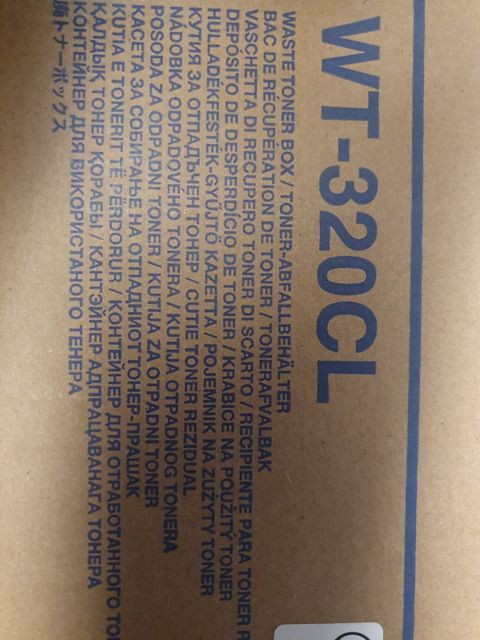 WT-320CL
WASTE TONER BOX / TONER-ABFALLBEHÄLTER
BAC DE RÉCUPÉRATION DE TONER / TONERAFVALBAK
VASCHETTA DI RECUPERO TONER DI SCARTO / RECIPIENTE PARA TONER
DEPÓSITO DE DESPERDÍCIO DE TONER / KRABICE NA POUŽITÝ TONER
HULLADÉKFESTÉK-GYŰJTŐ KAZETTA / POJEMNIK NA ZUŻYTY TONER
КУТИЯ ЗА ОТПАДЪЧЕН ТОНЕР / CUTIE TONER REZIDUAL
NÁDOBKA ODPADOVÉHO TONERA / KUTIJA OTPADNOG TONERA
POSODA ZA ODPADNI TONER / KUTIJA ZA OTPADNI TONER
КАСЕТА ЗА СОБИРАЊЕ НА ОТПАДНИОТ ТОНЕР-ПРАШАК
KUTIA E TONERIT TË PËRDORUR / КОНТЕЙНЕР ДЛЯ ОТРАБОТАННОГО
ҚАЛДЫҚ ТОНЕР ҚОРАБЫ / КАНТЭЙНЕР АДПРАЦАВАНАГА ТОНЕРА
КОНТЕЙНЕР ДЛЯ ВИКОРИСТАНОГО ТЕНЕРА
廃トナーボックス